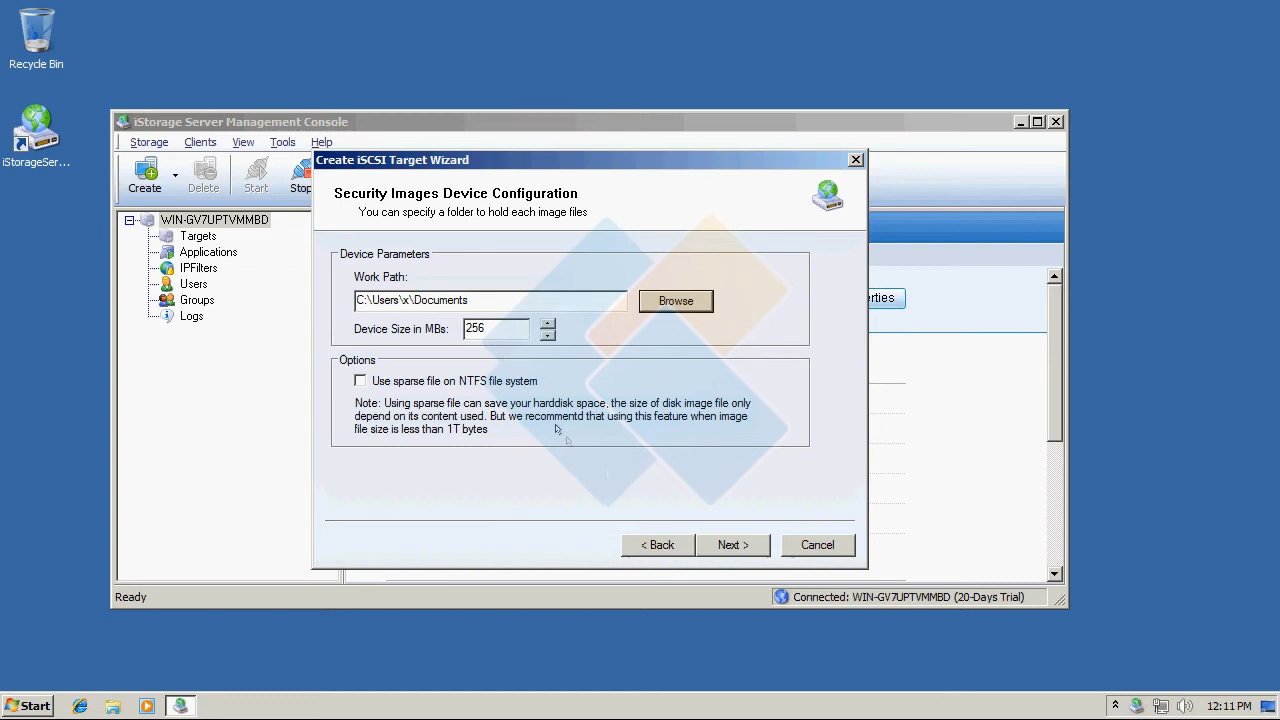 Recycle Bin
iStorageSer...
iStorage Server Management Console
Storage Clients View Tools Help
Create Delete Start Stop
WIN-GV7UPTVMMBD
Targets
Applications
IPFilters
Users
Groups
Logs
Create iSCSI Target Wizard
Security Images Device Configuration
You can specify a folder to hold each image files
Device Parameters
Work Path:
C:\Users\x\Documents
Browse
Device Size in MBs: 256
Options
Use sparse file on NTFS file system
Note: Using sparse file can save your harddisk space, the size of disk image file only
depend on its content used. But we recommentd that using this feature when image
file size is less than 1T bytes
< Back Next > Cancel
erties
Ready
Connected: WIN-GV7UPTVMMBD (20-Days Trial)
Start
12:11 PM